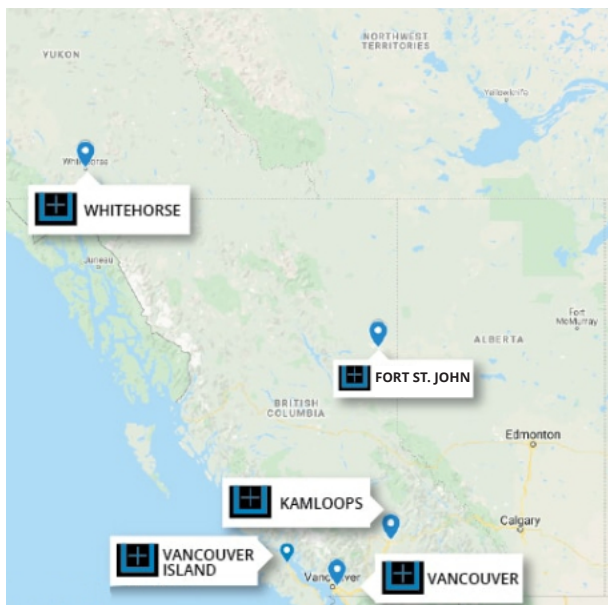 NORTHWEST
TERRITORIES
YUKON
Yellowknife
Whitehorse
WHITEHORSE
Juneau
Fort
McMurray
ALBERTA
FORT ST. JOHN
BRITISH
COLUMBIA
Edmonton
KAMLOOPS
Calgary
VANCOUVER
ISLAND
Vancouver
VANCOUVER